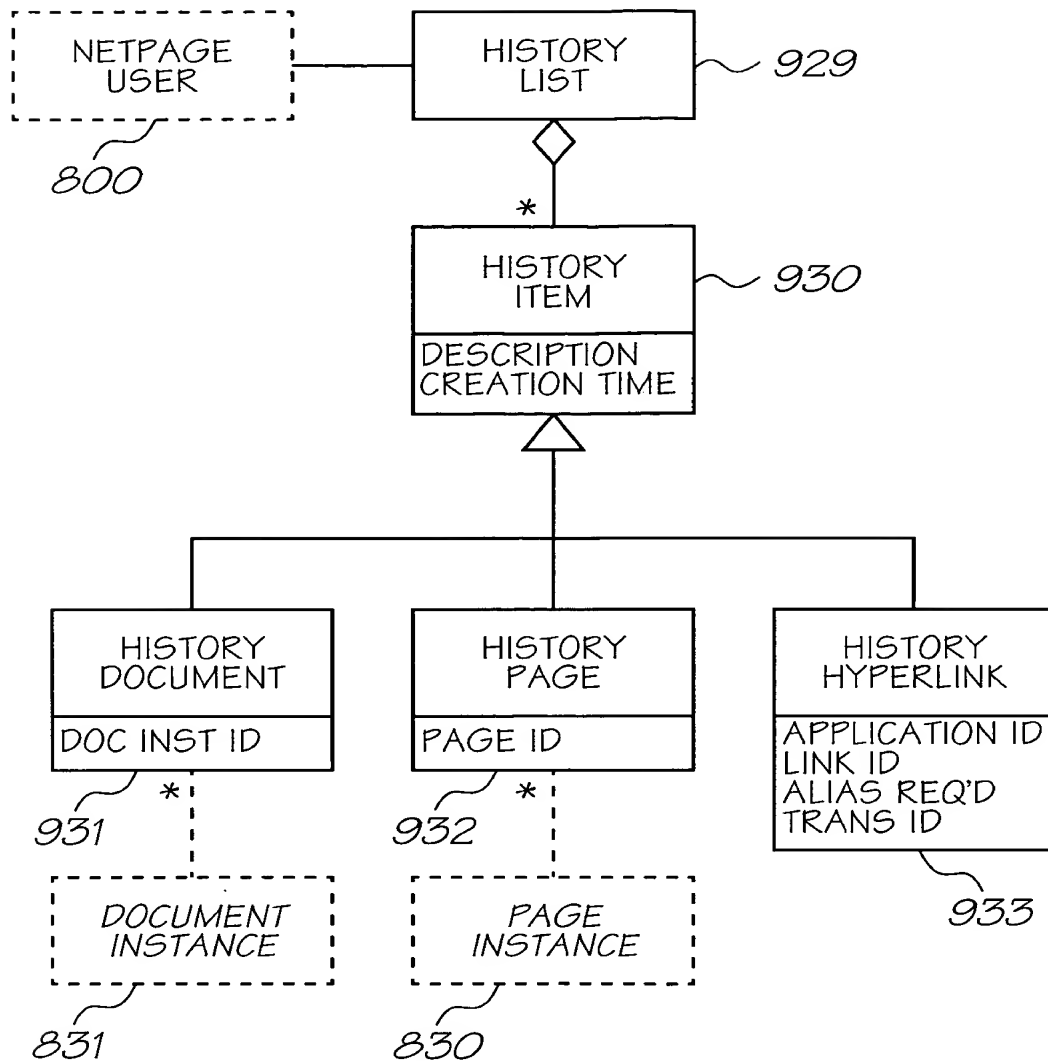 NETPAGE
USER
800
HISTORY
LIST
929
*
HISTORY
ITEM
930
DESCRIPTION
CREATION TIME
HISTORY
DOCUMENT
DOC INST ID
931
*
HISTORY
PAGE
PAGE ID
932
*
HISTORY
HYPERLINK
APPLICATION ID
LINK ID
ALIAS REQ'D
TRANS ID
933
DOCUMENT
INSTANCE
831
PAGE
INSTANCE
830